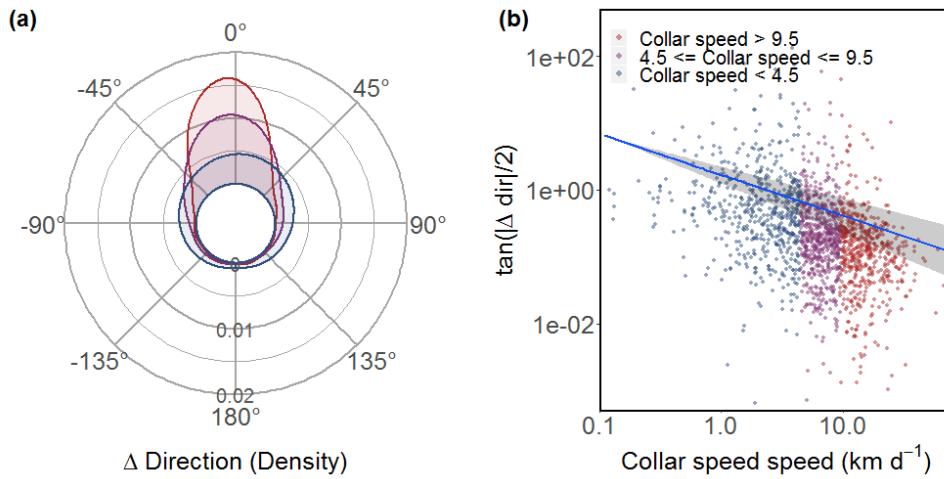 (a)
0°
-45°
45°
-90°
90°
0
0.01
-135°
135°
0.02
180°
Δ Direction (Density)
(b)
Collar speed > 9.5
4.5 <= Collar speed <= 9.5
Collar speed < 4.5
1e+02
1e+00
1e-02
tan(|Δ dir|/2)
0.1
1.0
10.0
Collar speed speed (km d⁻¹)